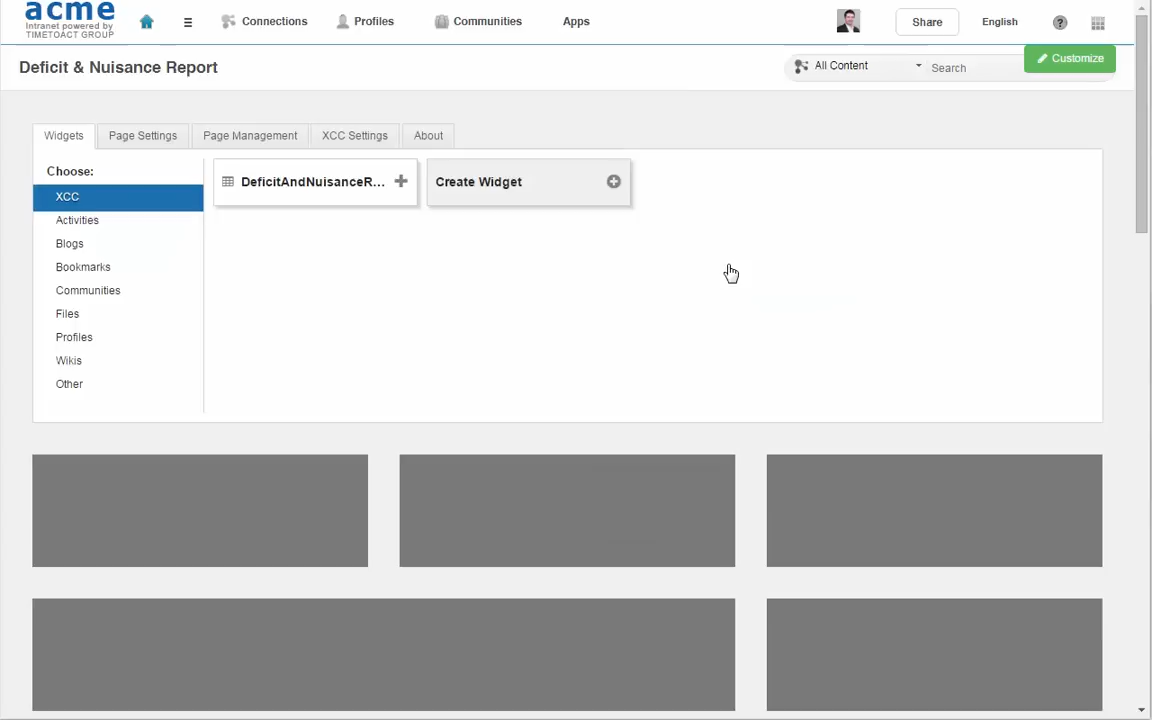 acme
Intranet powered by
TIMETOACT GROUP
Connections
Profiles
Communities
Apps
Share
English
?
Deficit & Nuisance Report
All Content
Search
Customize
Widgets
Page Settings
Page Management
XCC Settings
About
Choose:
XCC
Activities
Blogs
Bookmarks
Communities
Files
Profiles
Wikis
Other
DeficitAndNuisanceR...
Create Widget